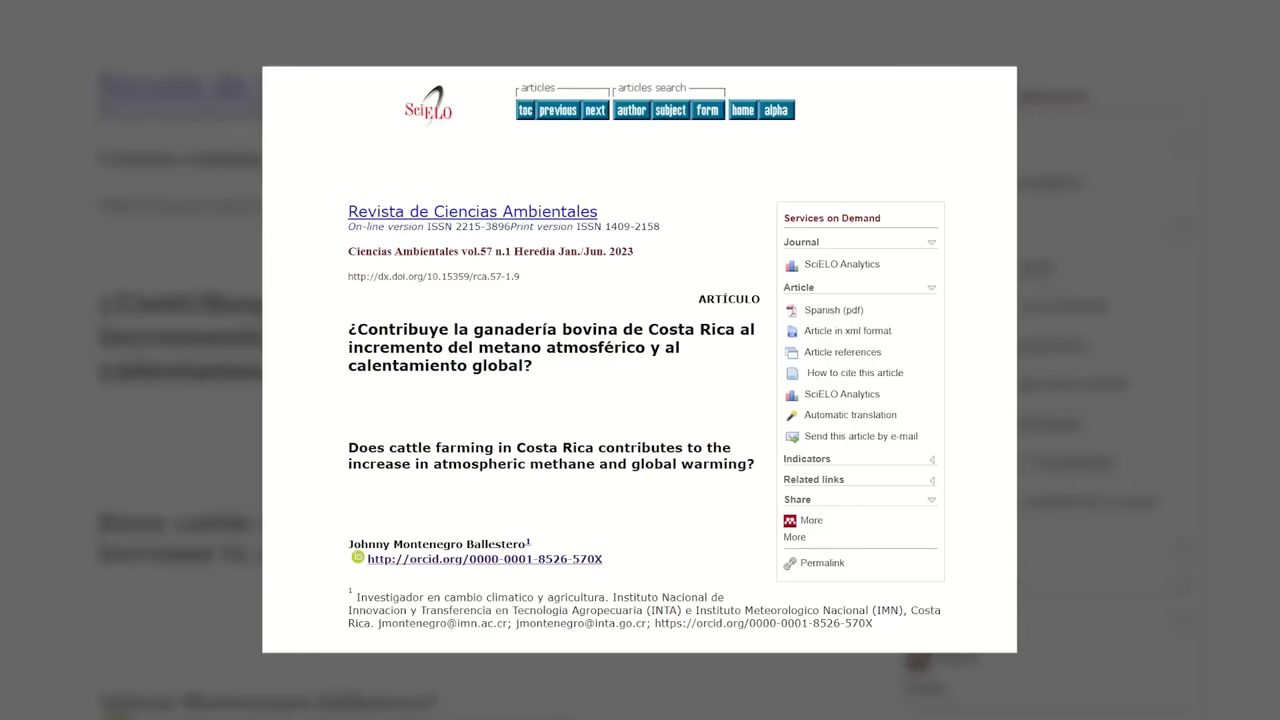 SciELO
articles
articles search
toc previous next author subject form home alpha
Revista de Ciencias Ambientales
On-line version ISSN 2215-3896Print version ISSN 1409-2158
Ciencias Ambientales vol.57 n.1 Heredia Jan./Jun. 2023
http://dx.doi.org/10.15359/rca.57-1.9
ARTÍCULO
¿Contribuye la ganadería bovina de Costa Rica al
incremento del metano atmosférico y al
calentamiento global?
Does cattle farming in Costa Rica contributes to the
increase in atmospheric methane and global warming?
Johnny Montenegro Ballestero1
http://orcid.org/0000-0001-8526-570X
1 Investigador en cambio climatico y agricultura. Instituto Nacional de
Innovacion y Transferencia en Tecnologia Agropecuaria (INTA) e Instituto Meteorologico Nacional (IMN), Costa
Rica. jmontenegro@imn.ac.cr; jmontenegro@inta.go.cr; https://orcid.org/0000-0001-8526-570X
Services on Demand
Journal
SciELO Analytics
Article
Spanish (pdf)
Article in xml format
Article references
How to cite this article
SciELO Analytics
Automatic translation
Send this article by e-mail
Indicators
Related links
Share
More
More
Permalink